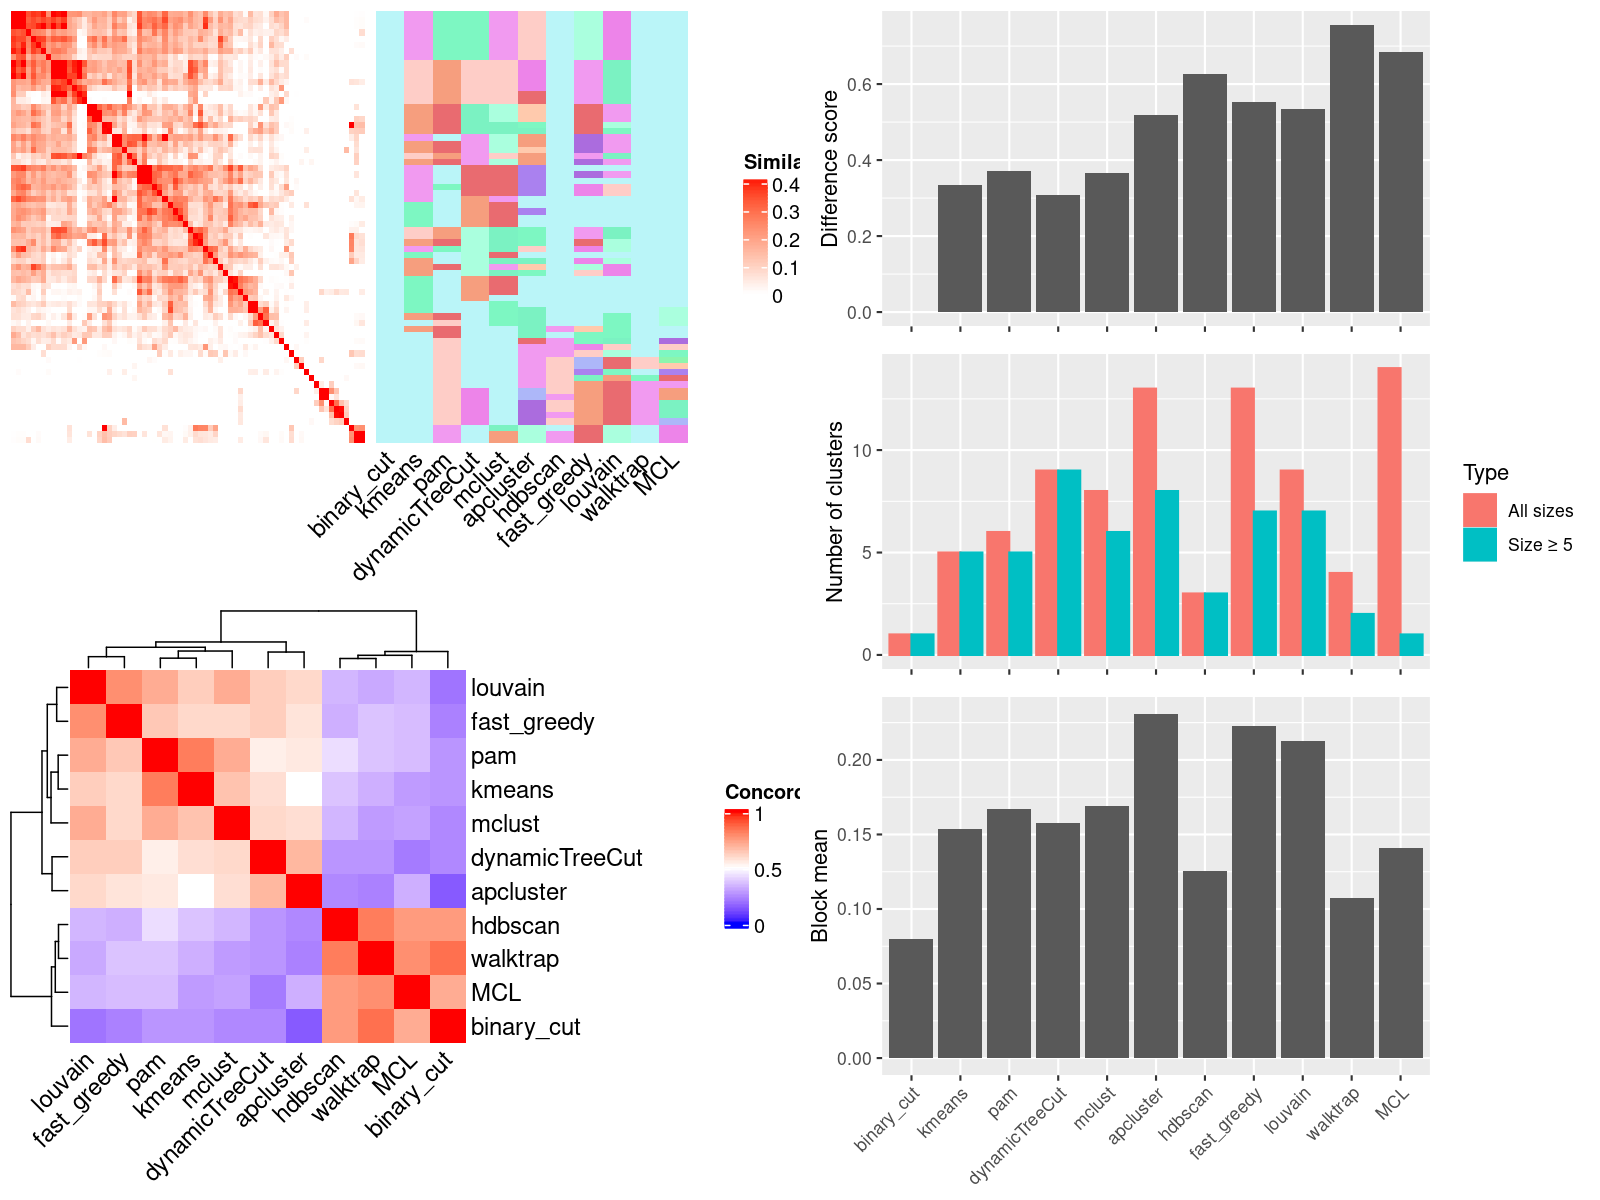 Simila
0.4
0.3
0.2
0.1
0
binary_cut
kmeans
pam
dynamicTreeCut
mclust
apcluster
hdbscan
fast_greedy
louvain
walktrap
MCL
louvain
fast_greedy
pam
kmeans
mclust
dynamicTreeCut
apcluster
hdbscan
walktrap
MCL
binary_cut
Concord
1
0.5
0
louvain
fast_greedy
pam
kmeans
mclust
dynamicTreeCut
apcluster
hdbscan
walktrap
MCL
binary_cut
Difference score
0.6
0.4
0.2
0.0
Number of clusters
10
5
0
Type
All sizes
Size ≥ 5
Block mean
0.20
0.15
0.10
0.05
0.00
binary_cut
kmeans
pam
dynamicTreeCut
mclust
apcluster
hdbscan
fast_greedy
louvain
walktrap
MCL